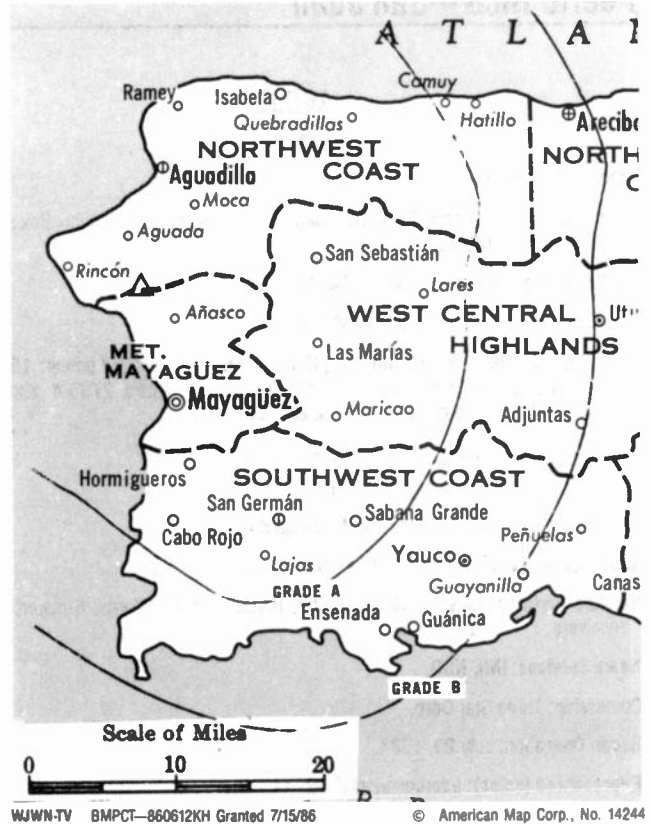 A T L A
Camuy
Ramey
Isabela
Quebradillas
Hatillo
Arecibo
NORTHWEST
COAST
NORTH
C
Aguadilla
Moca
Aguada
San Sebastián
Rincón
Lares
Añasco
WEST CENTRAL
HIGHLANDS
MET.
MAYAGÜEZ
Las Marías
Mayagüez
Maricao
Adjuntas
Hormigueros
SOUTHWEST COAST
San Germán
Sabana Grande
Cabo Rojo
Peñuelas
Lajas
Yauco
Guayanilla
Canas
GRADE A
Ensenada
Guánica
GRADE B
Scale of Miles
0 10 20
WJWN-TV BMPCT—860612KH Granted 7/15/86 © American Map Corp., No. 14244